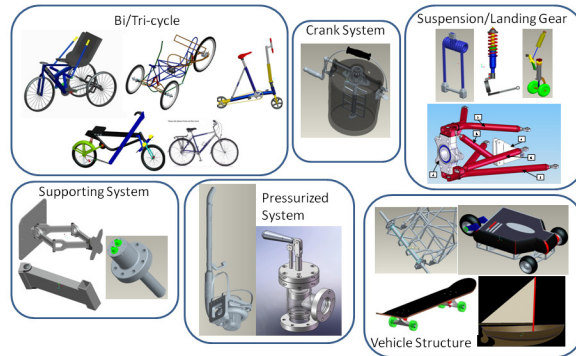 Bi/Tri-cycle
Crank System
Suspension/Landing Gear
Supporting System
Pressurized
System
Vehicle Structure